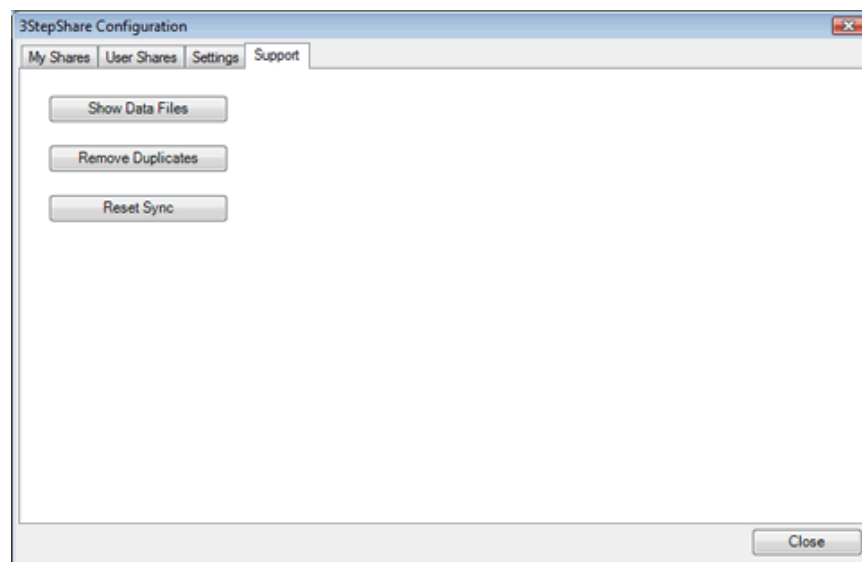 3StepShare Configuration
My Shares User Shares Settings Support
Show Data Files
Remove Duplicates
Reset Sync
Close